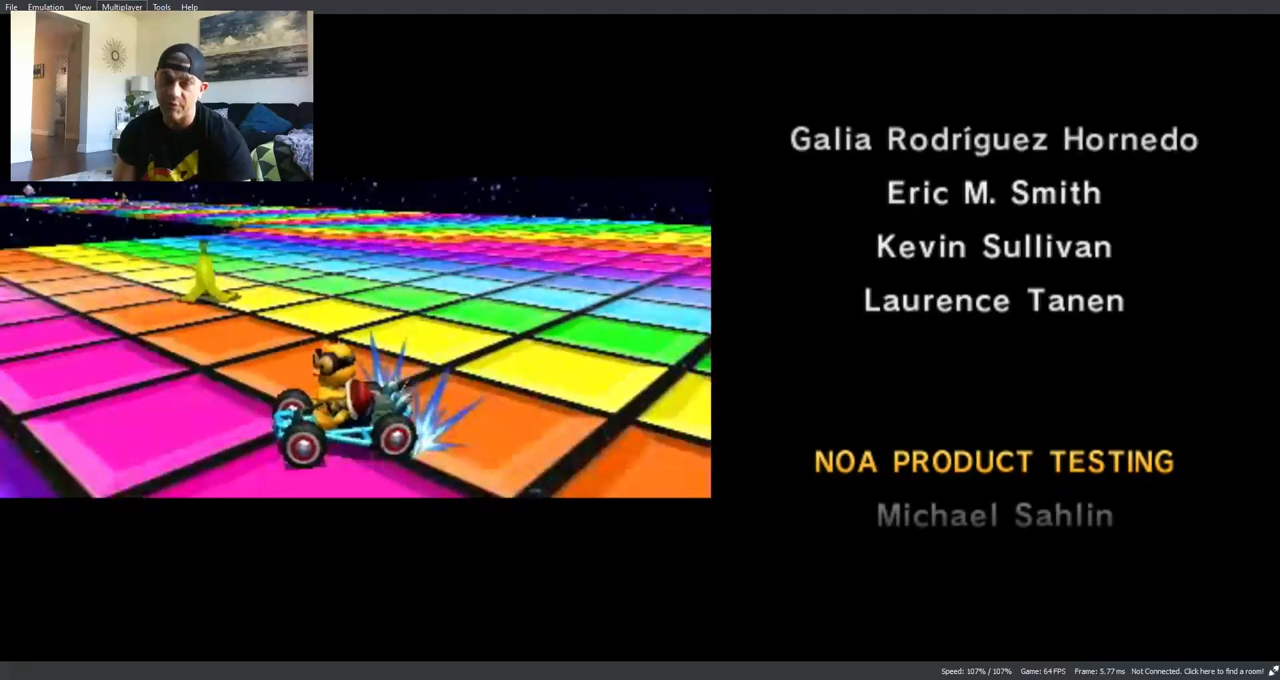 File Emulation View Multiplayer Tools Help
Galia Rodríguez Hornedo
Eric M. Smith
Kevin Sullivan
Laurence Tanen
NOA PRODUCT TESTING
Michael Sahlin
Speed: 107% / 107% Game: 64 FPS Frame: 5.77 ms Not Connected. Click here to find a room!